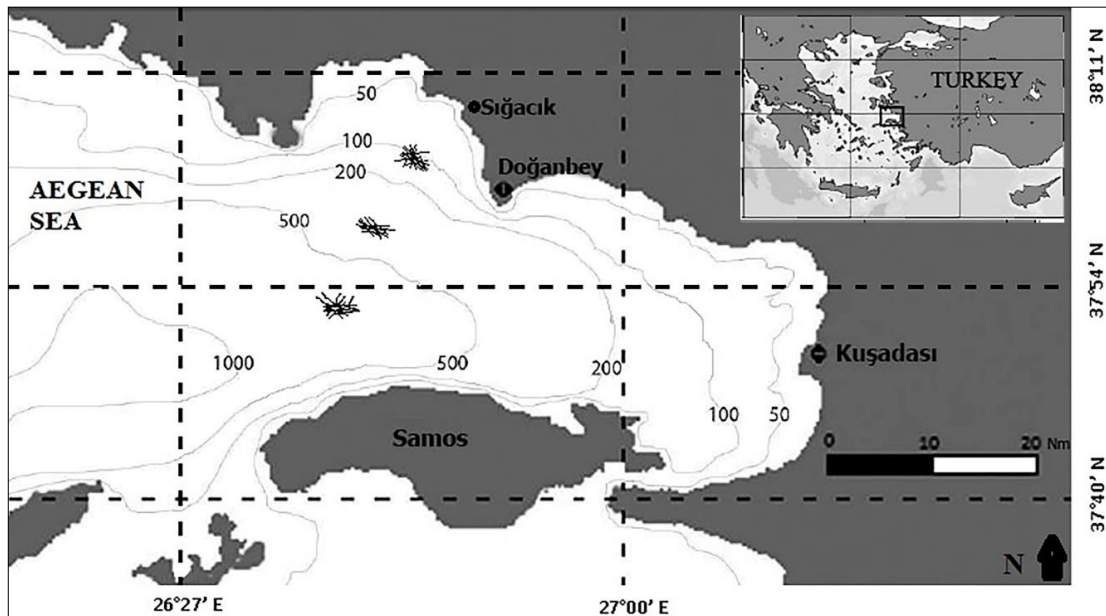 TURKEY
38°11' N
50
Sığacık
100
Doğanbey
200
AEGEAN
SEA
500
37°54' N
1000
500
200
Kuşadası
100
50
Samos
0
10
20 Nm
37°40' N
N
26°27' E
27°00' E